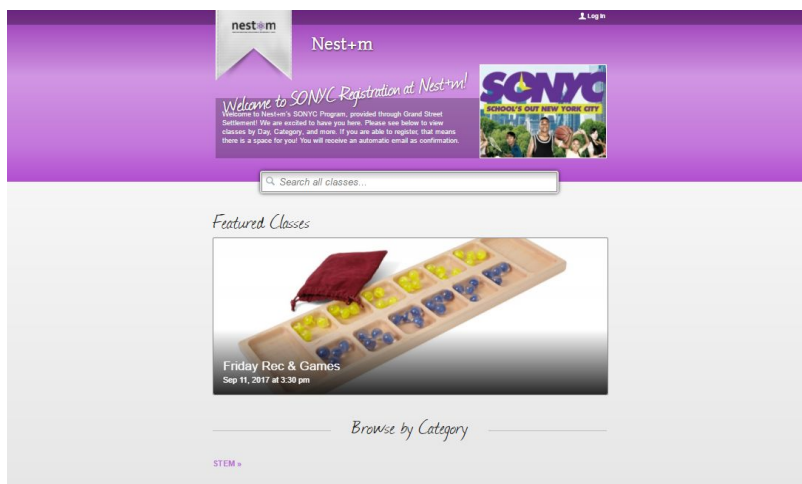 Log In
nest+m
Nest+m
Welcome to SONYC Registration at Nest+m!
Welcome to Nest+m's SONYC Program, provided through Grand Street
Settlement! We are excited to have you here. Please see below to view
classes by Day, Category, and more. If you are able to register, that means
there is a space for you! You will receive an automatic email as confirmation.
SONYC
SCHOOL'S OUT NEW YORK CITY
Search all classes...
Featured Classes
Friday Rec & Games
Sep 11, 2017 at 3:30 pm
Browse by Category
STEM »